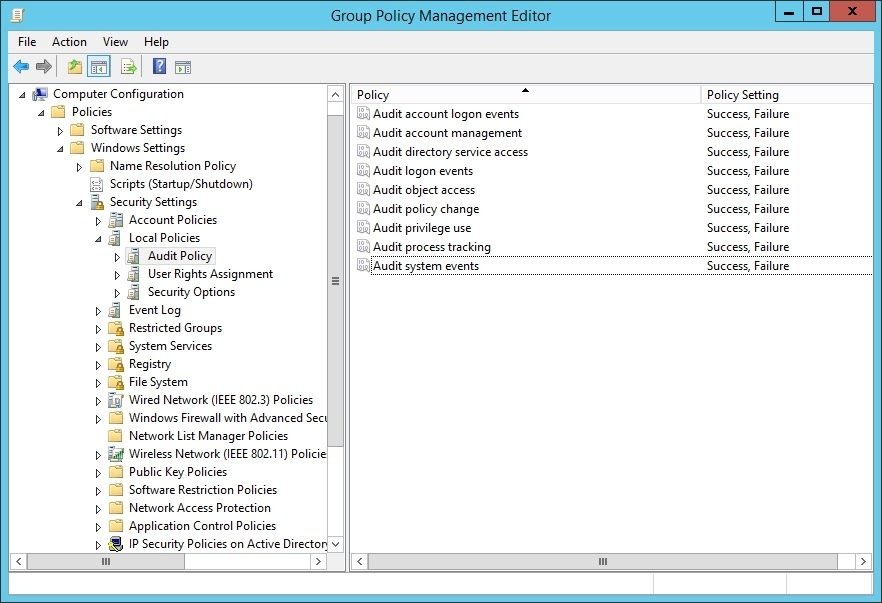 Group Policy Management Editor
File Action View Help
Computer Configuration
Policies
Software Settings
Windows Settings
Name Resolution Policy
Scripts (Startup/Shutdown)
Security Settings
Account Policies
Local Policies
Audit Policy
User Rights Assignment
Security Options
Event Log
Restricted Groups
System Services
Registry
File System
Wired Network (IEEE 802.3) Policies
Windows Firewall with Advanced Secu
Network List Manager Policies
Wireless Network (IEEE 802.11) Policie
Public Key Policies
Software Restriction Policies
Network Access Protection
Application Control Policies
IP Security Policies on Active Directory
Policy Policy Setting
Audit account logon events Success, Failure
Audit account management Success, Failure
Audit directory service access Success, Failure
Audit logon events Success, Failure
Audit object access Success, Failure
Audit policy change Success, Failure
Audit privilege use Success, Failure
Audit process tracking Success, Failure
Audit system events Success, Failure